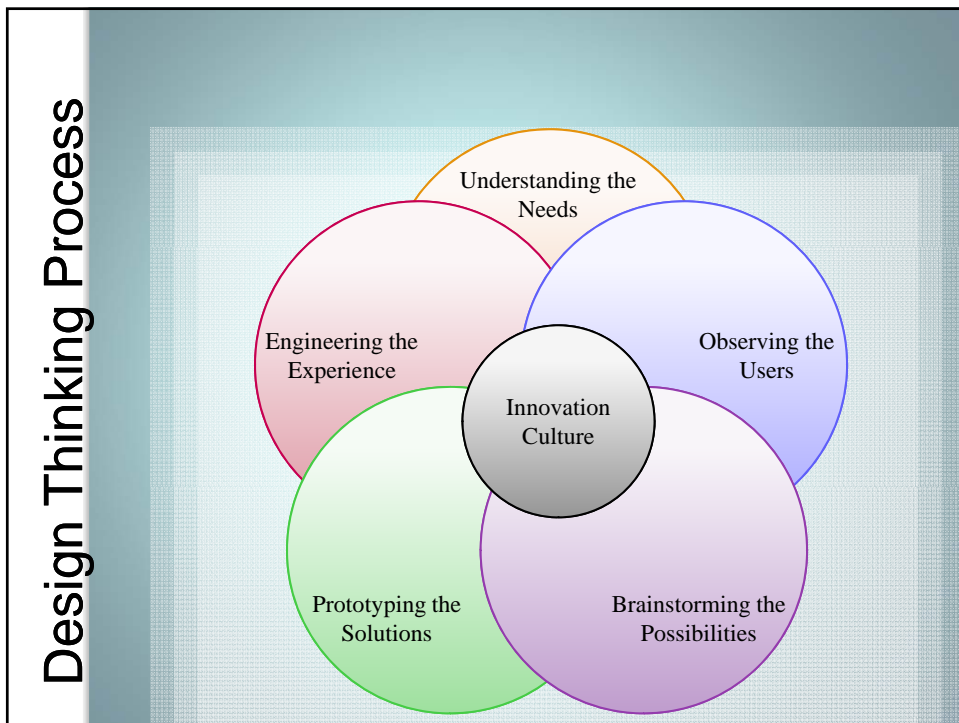 Design Thinking Process
Understanding the
Needs
Observing the
Users
Brainstorming the
Possibilities
Prototyping the
Solutions
Engineering the
Experience
Innovation
Culture